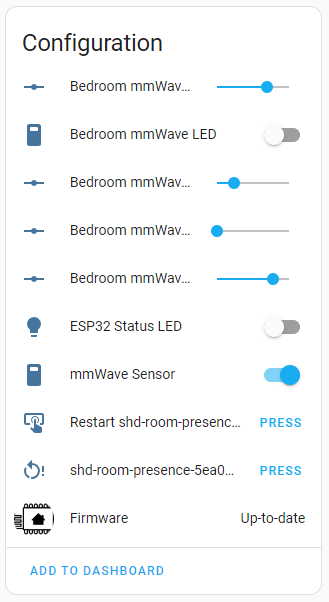 Configuration
Bedroom mmWav...
Bedroom mmWave LED
Bedroom mmWav...
Bedroom mmWav...
Bedroom mmWav...
ESP32 Status LED
mmWave Sensor
Restart shd-room-presenc... PRESS
shd-room-presence-5ea0... PRESS
Firmware Up-to-date
ADD TO DASHBOARD